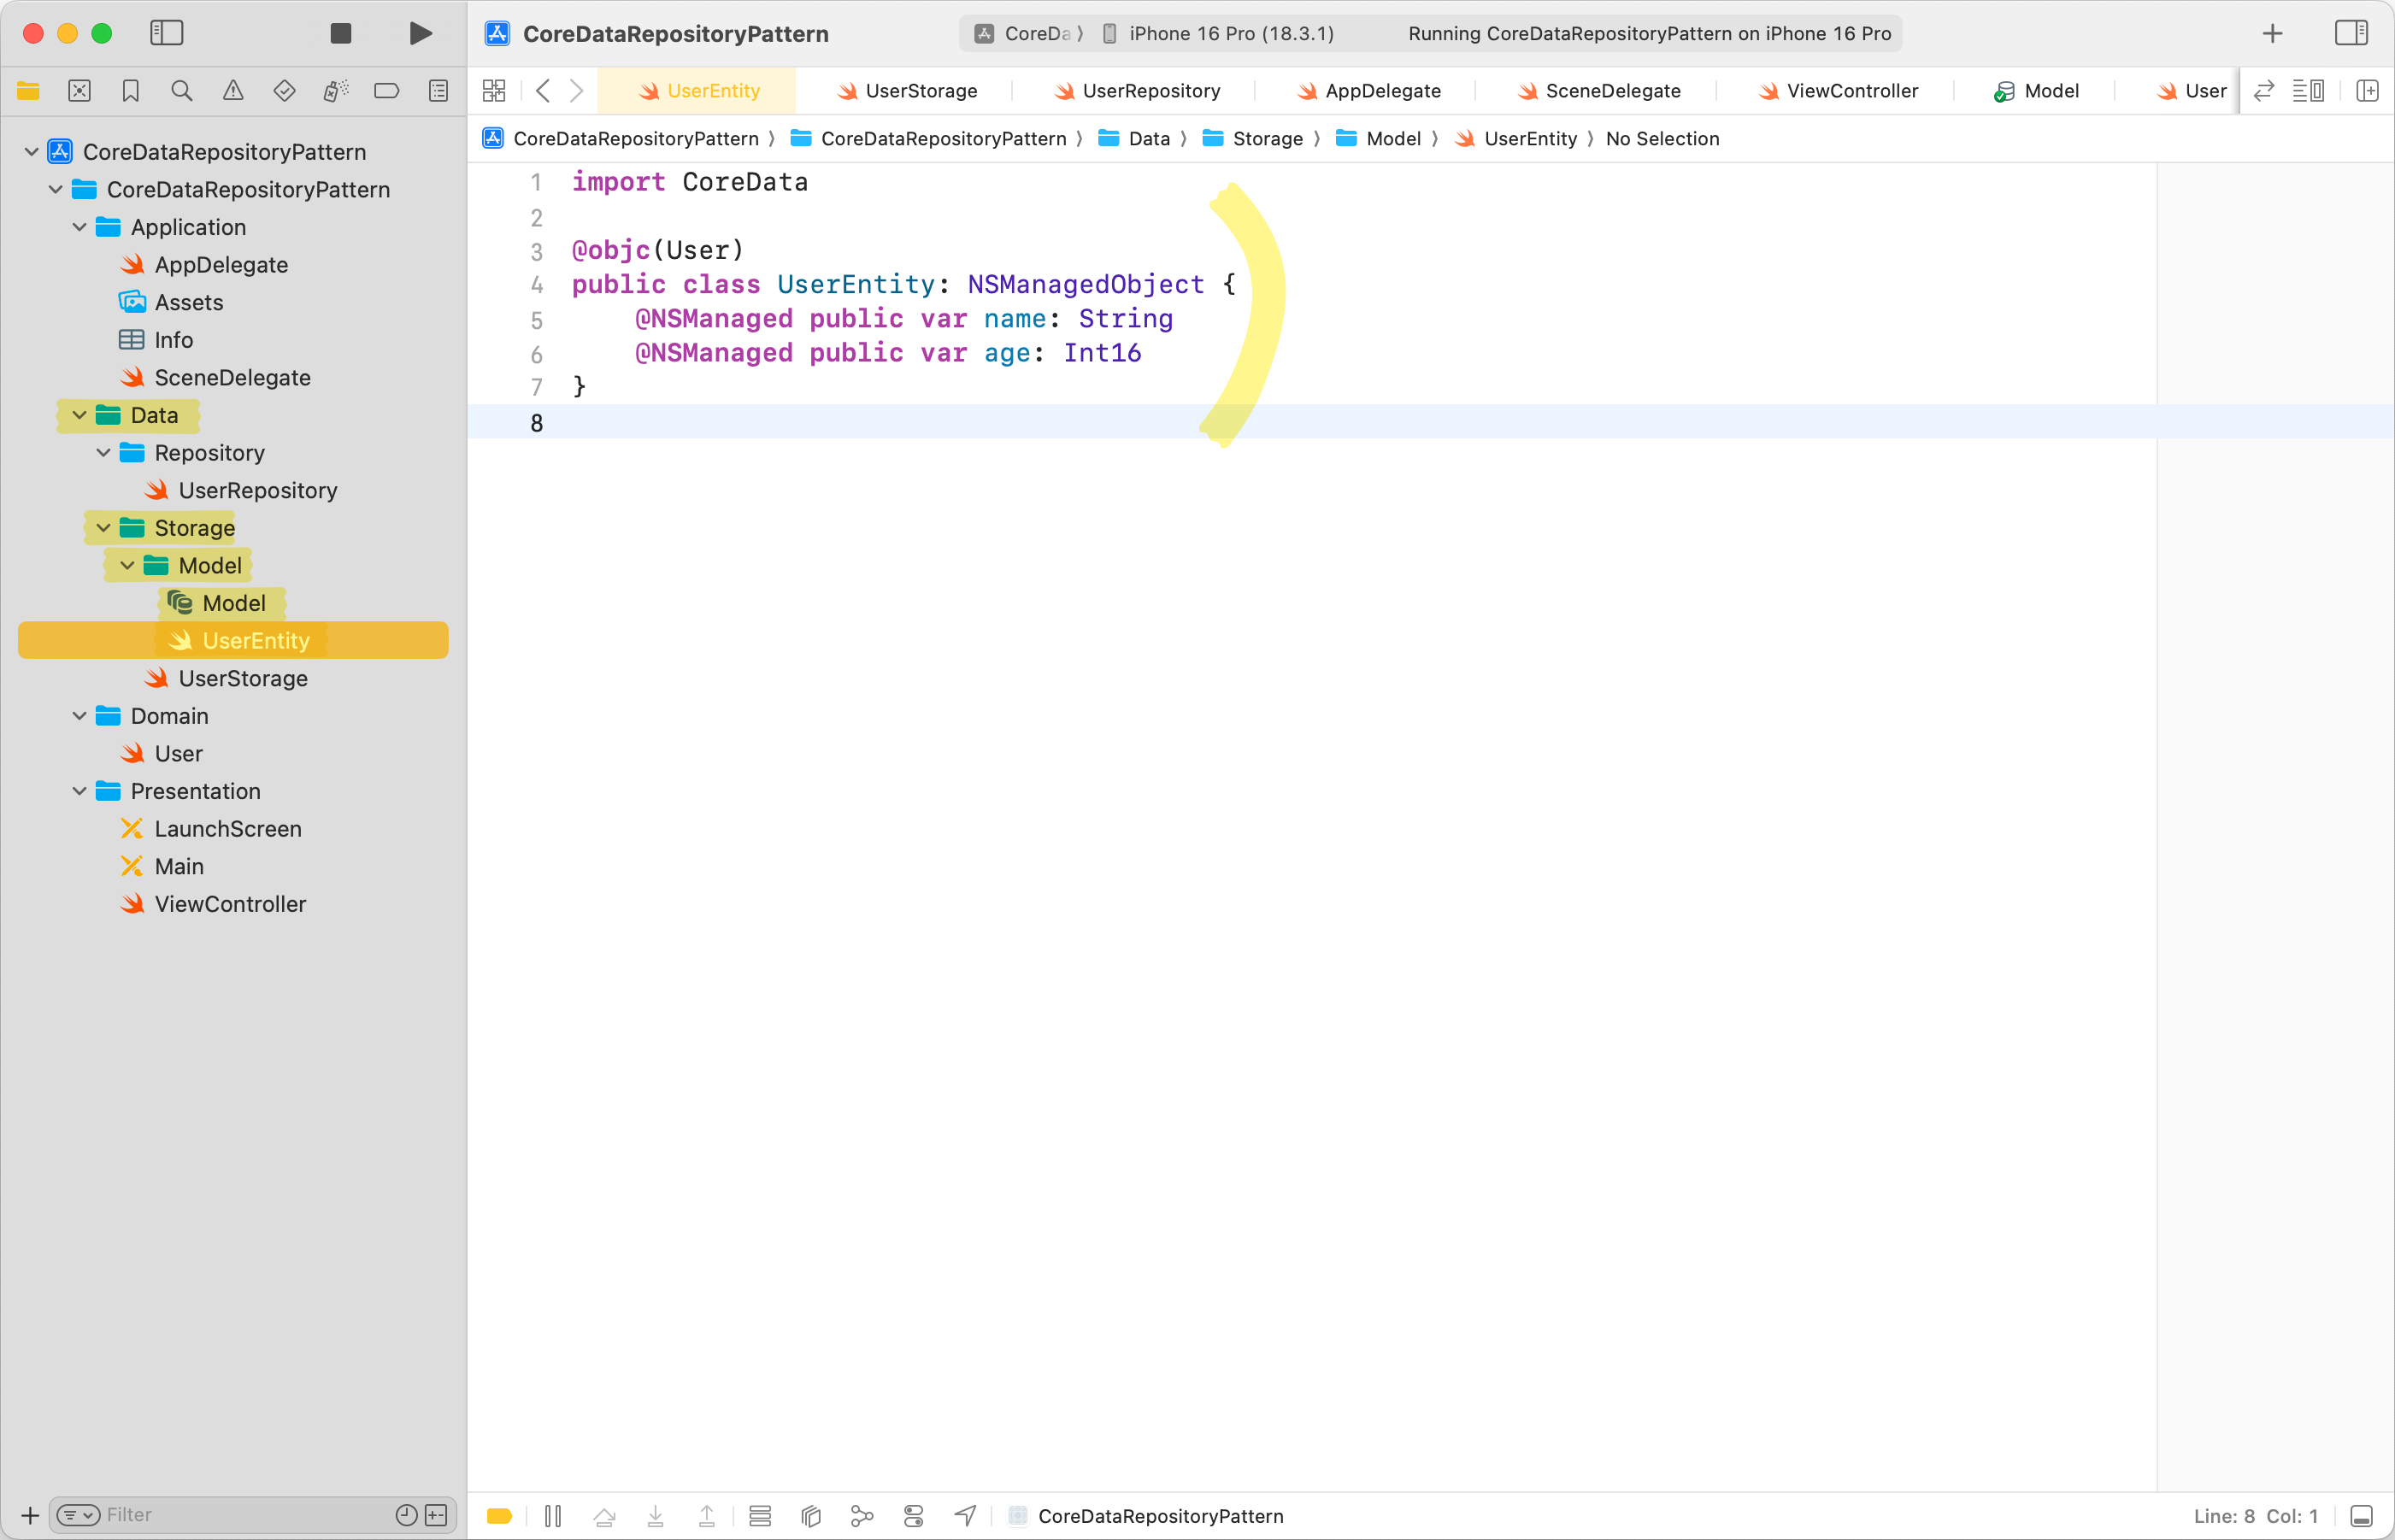 CoreDataRepositoryPattern
CoreDa
iPhone 16 Pro (18.3.1)
Running CoreDataRepositoryPattern on iPhone 16 Pro
UserEntity
UserStorage
UserRepository
AppDelegate
SceneDelegate
ViewController
Model
User
CoreDataRepositoryPattern 〉 CoreDataRepositoryPattern 〉 Data 〉 Storage 〉 Model 〉 UserEntity 〉 No Selection
CoreDataRepositoryPattern
CoreDataRepositoryPattern
Application
AppDelegate
Assets
Info
SceneDelegate
Data
Repository
UserRepository
Storage
Model
Model
UserEntity
UserStorage
Domain
User
Presentation
LaunchScreen
Main
ViewController
1 import CoreData
2
3 @objc(User)
4 public class UserEntity: NSManagedObject {
5     @NSManaged public var name: String
6     @NSManaged public var age: Int16
7 }
8
Filter
CoreDataRepositoryPattern
Line: 8 Col: 1